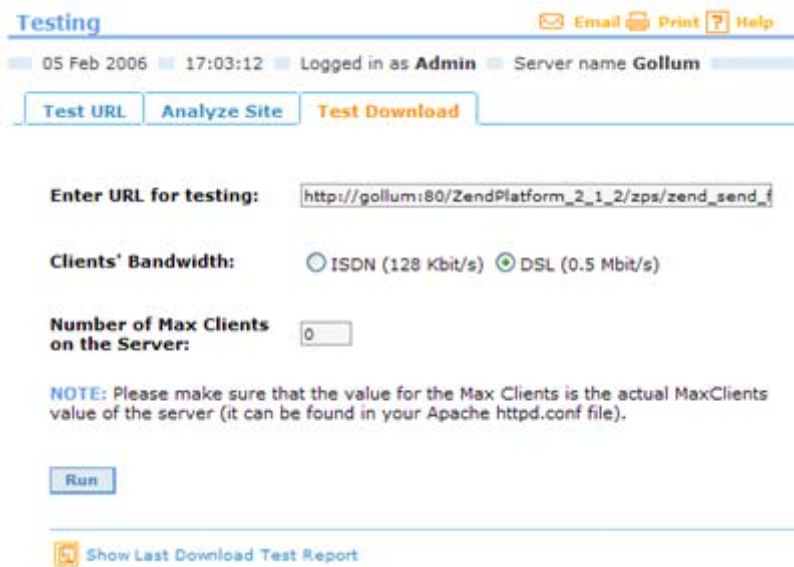 Testing Email Print ? Help
05 Feb 2006 17:03:12 Logged in as Admin Server name Gollum
Test URL Analyze Site Test Download
Enter URL for testing: http://gollum:80/ZendPlatform_2_1_2/zps/zend_send_f
Clients' Bandwidth: ISDN (128 Kbit/s) DSL (0.5 Mbit/s)
Number of Max Clients
on the Server: 0
NOTE: Please make sure that the value for the Max Clients is the actual MaxClients
value of the server (it can be found in your Apache httpd.conf file).
Run
Show Last Download Test Report